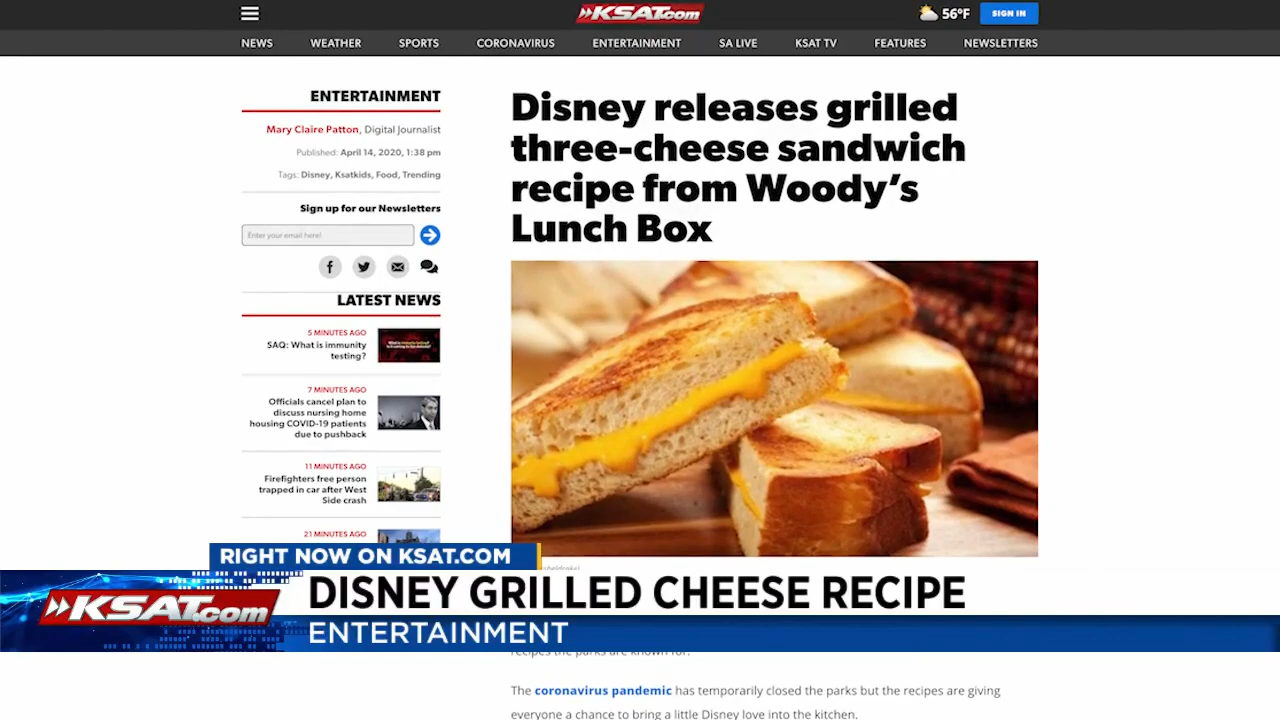 KSAT.com
56°F
SIGN IN
NEWS WEATHER SPORTS CORONAVIRUS ENTERTAINMENT SA LIVE KSAT TV FEATURES NEWSLETTERS
ENTERTAINMENT
Mary Claire Patton, Digital Journalist
Published: April 14, 2020, 1:38 pm
Tags: Disney, Ksatkids, Food, Trending
Sign up for our Newsletters
Enter your email here!
LATEST NEWS
5 MINUTES AGO
SAQ: What is immunity
testing?
7 MINUTES AGO
Officials cancel plan to
discuss nursing home
housing COVID-19 patients
due to pushback
11 MINUTES AGO
Firefighters free person
trapped in car after West
Side crash
21 MINUTES AGO
Disney releases grilled
three-cheese sandwich
recipe from Woody’s
Lunch Box
RIGHT NOW ON KSAT.COM
KSAT.com
DISNEY GRILLED CHEESE RECIPE
ENTERTAINMENT
recipes the parks are known for.
The coronavirus pandemic has temporarily closed the parks but the recipes are giving
everyone a chance to bring a little Disney love into the kitchen.